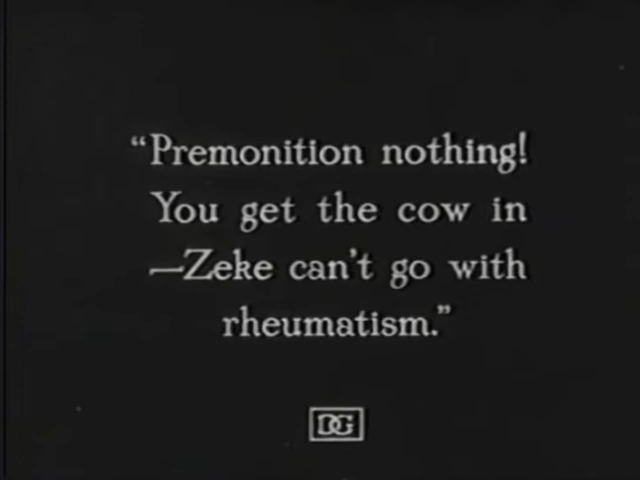 “Premonition nothing!
You get the cow in
—Zeke can't go with
rheumatism.”
DG